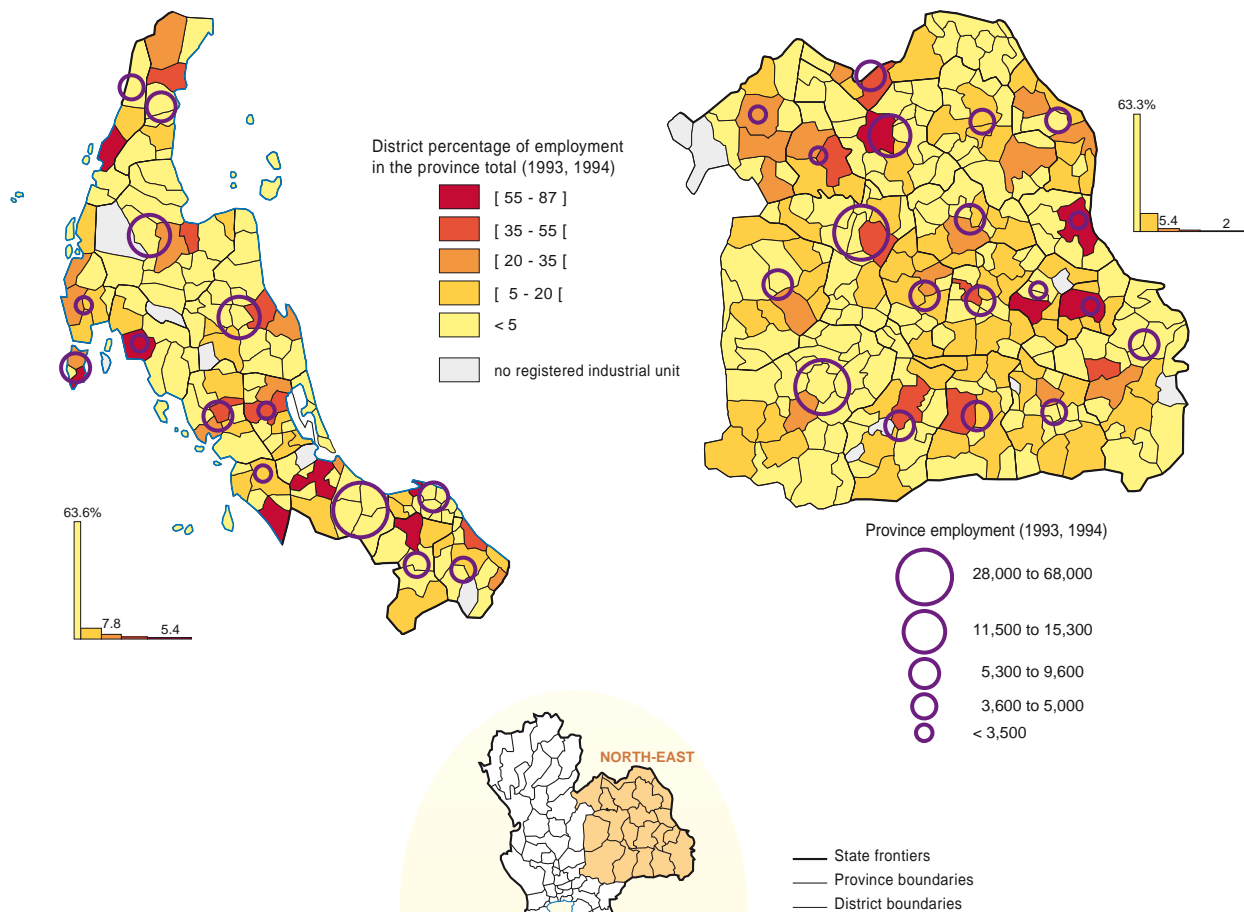 District percentage of employment
in the province total (1993, 1994)
[ 55 - 87 ]
[ 35 - 55 [
[ 20 - 35 [
[ 5 - 20 [
< 5
no registered industrial unit
63.3%
5.4
2
63.6%
7.8
5.4
Province employment (1993, 1994)
28,000 to 68,000
11,500 to 15,300
5,300 to 9,600
3,600 to 5,000
< 3,500
NORTH-EAST
State frontiers
Province boundaries
District boundaries